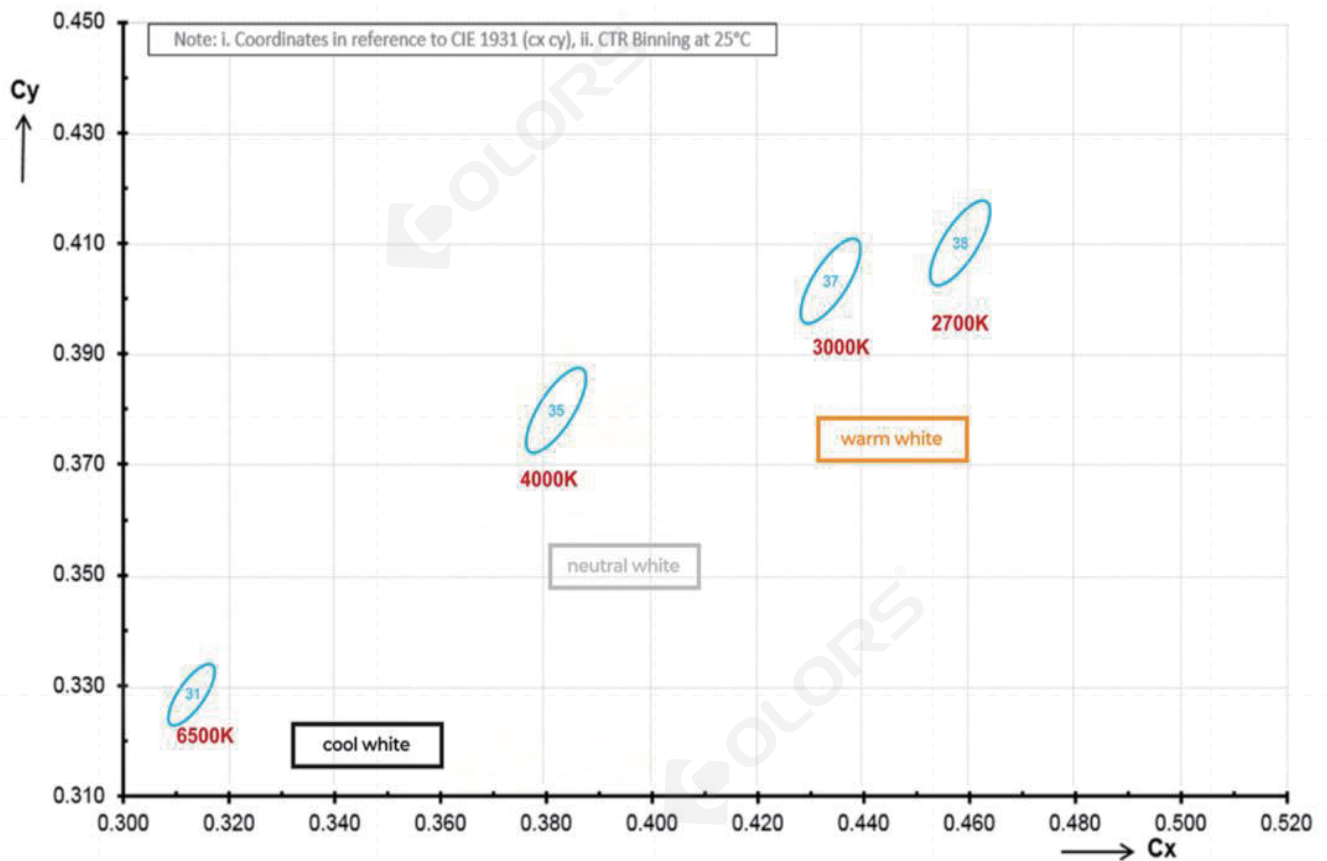 0.450
Note: i. Coordinates in reference to CIE 1931 (cx cy), ii. CTR Binning at 25°C
Cy
0.430
0.410
0.390
0.370
0.350
0.330
0.310
38
2700K
37
3000K
35
4000K
warm white
neutral white
31
6500K
cool white
OLORS
OLORS
0.300 0.320 0.340 0.360 0.380 0.400 0.420 0.440 0.460 0.480 0.500 0.520
Cx